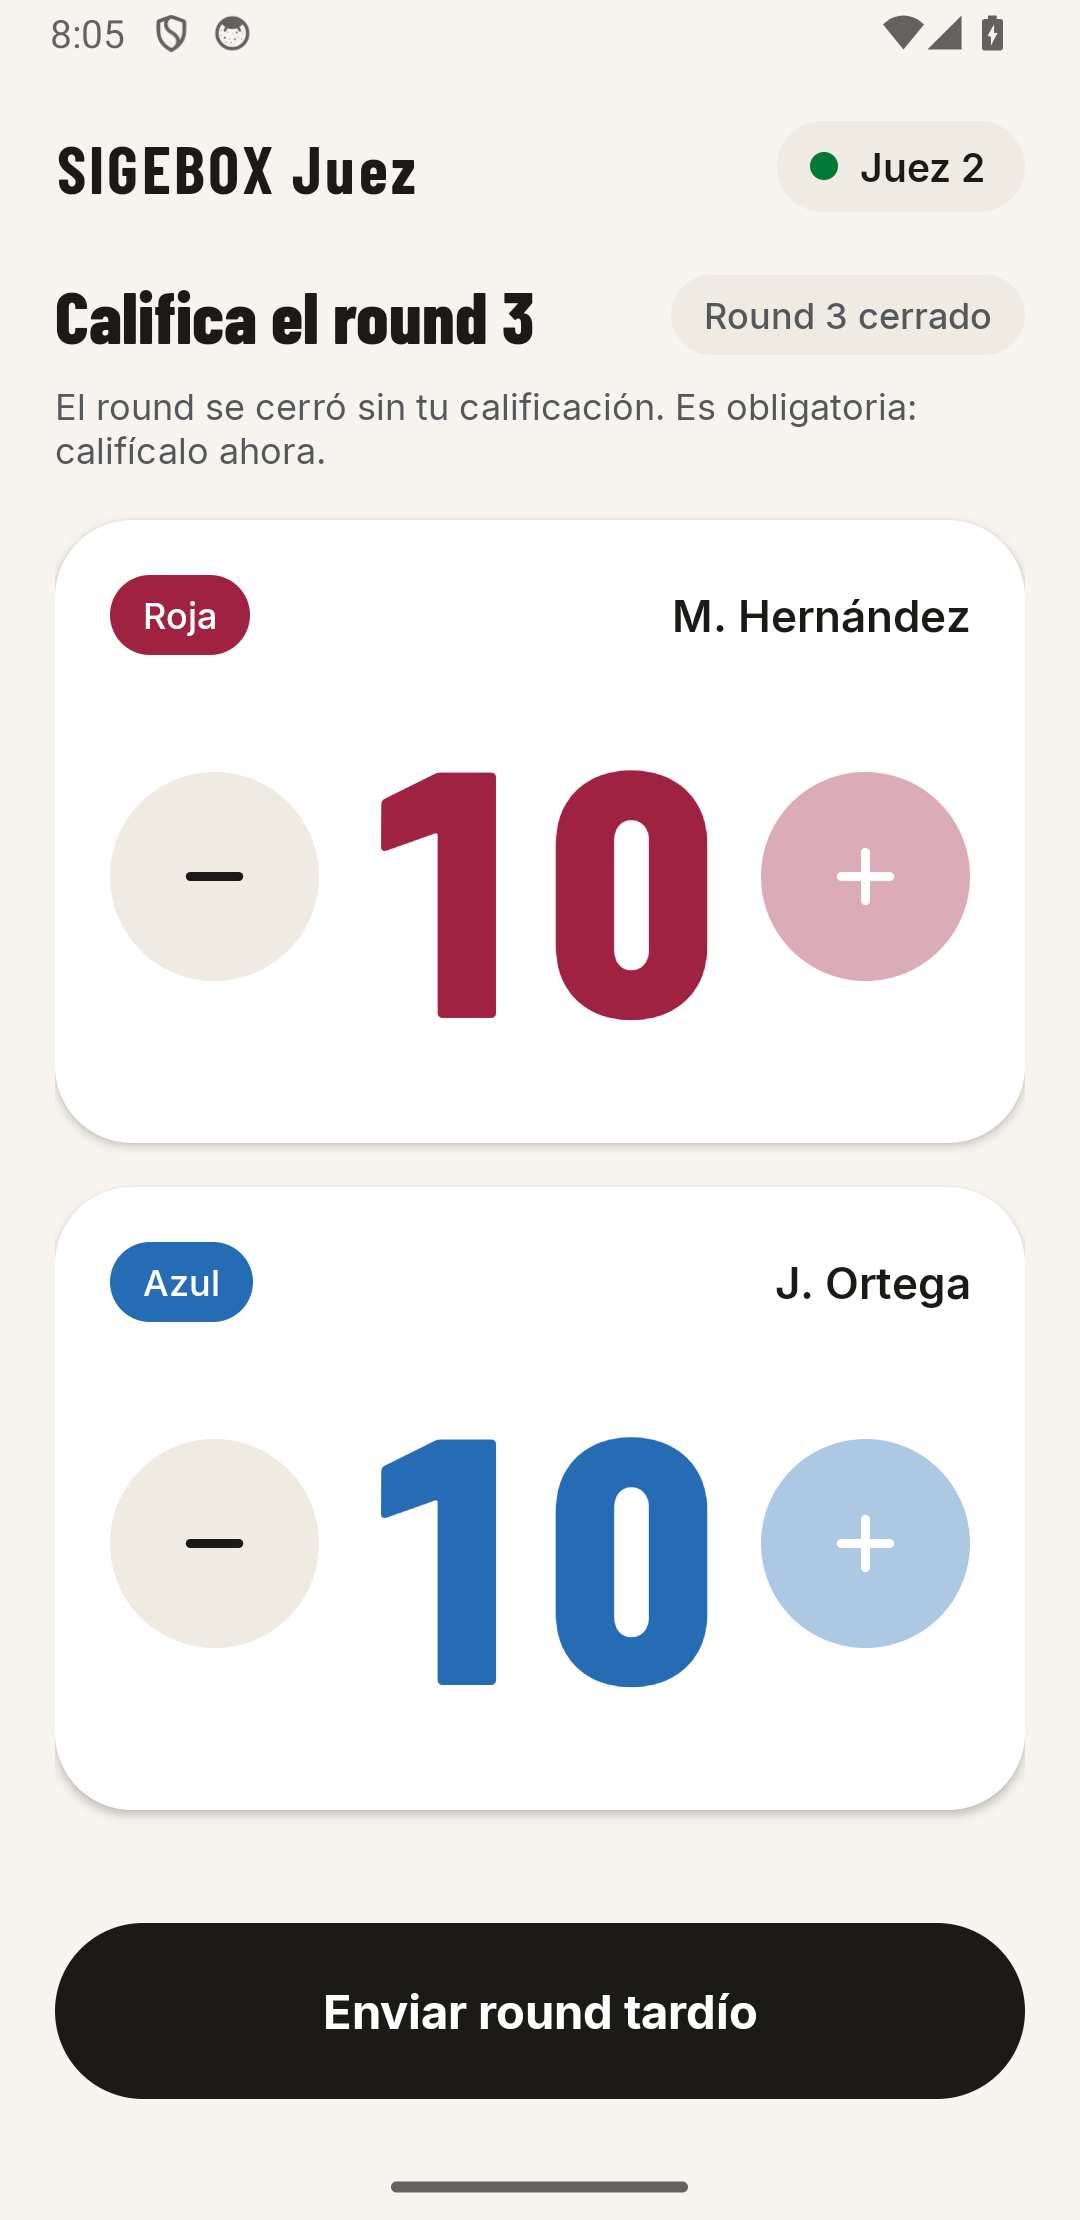 8:05
SIGEBOX Juez
Juez 2
Califica el round 3
Round 3 cerrado
El round se cerró sin tu calificación. Es obligatoria:
califícalo ahora.
Roja
M. Hernández
10
Azul
J. Ortega
10
Enviar round tardío